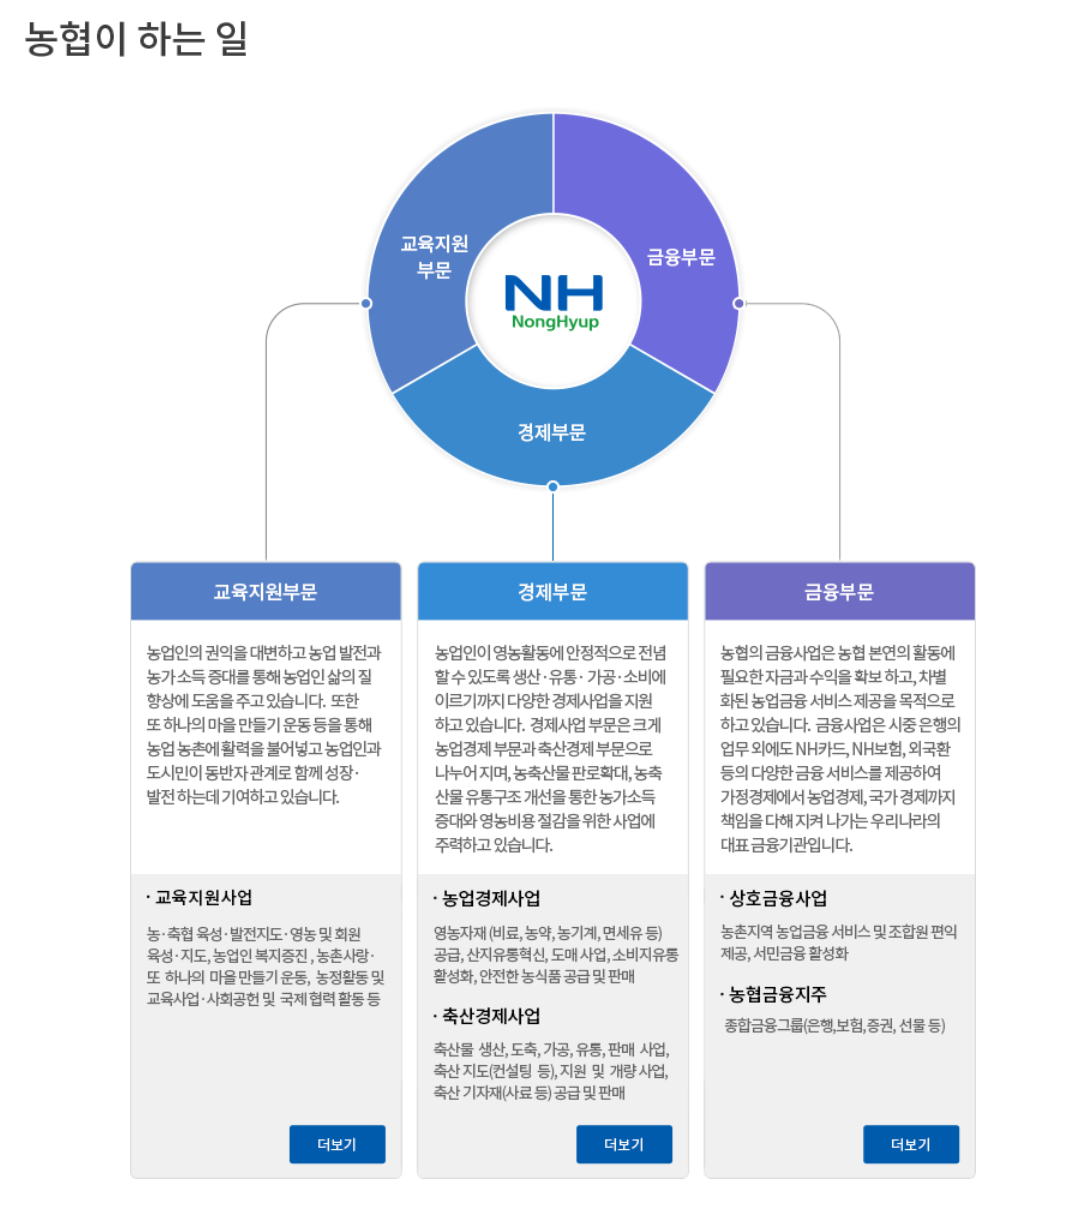 농협이 하는 일
교육지원
부문
금융부문
NH
NongHyup
경제부문
교육지원부문
농업인의 권익을 대변하고 농업 발전과
농가 소득 증대를 통해 농업인 삶의 질
향상에 도움을 주고 있습니다. 또한
또 하나의 마을 만들기 운동 등을 통해
농업 농촌에 활력을 불어넣고 농업인과
도시민이 동반자 관계로 함께 성장·
발전 하는데 기여하고 있습니다.
· 교육지원사업
농·축협 육성·발전지도·영농 및 회원
육성·지도, 농업인 복지증진 , 농촌사랑·
또 하나의 마을 만들기 운동, 농정활동 및
교육사업·사회공헌 및 국제 협력 활동 등
더보기
경제부문
농업인이 영농활동에 안정적으로 전념
할 수 있도록 생산·유통· 가공·소비에
이르기까지 다양한 경제사업을 지원
하고 있습니다. 경제사업 부문은 크게
농업경제 부문과 축산경제 부문으로
나누어 지며, 농축산물 판로확대, 농축
산물 유통구조 개선을 통한 농가소득
증대와 영농비용 절감을 위한 사업에
주력하고 있습니다.
· 농업경제사업
영농자재 (비료, 농약, 농기계, 면세유 등)
공급, 산지유통혁신, 도매 사업, 소비지유통
활성화, 안전한 농식품 공급 및 판매
· 축산경제사업
축산물 생산, 도축, 가공, 유통, 판매 사업,
축산 지도(컨설팅 등), 지원 및 개량 사업,
축산 기자재(사료 등) 공급 및 판매
더보기
금융부문
농협의 금융사업은 농협 본연의 활동에
필요한 자금과 수익을 확보 하고, 차별
화된 농업금융 서비스 제공을 목적으로
하고 있습니다. 금융사업은 시중 은행의
업무 외에도 NH카드, NH보험, 외국환
등의 다양한 금융 서비스를 제공하여
가정경제에서 농업경제, 국가 경제까지
책임을 다해 지켜 나가는 우리나라의
대표 금융기관입니다.
· 상호금융사업
농촌지역 농업금융 서비스 및 조합원 편익
제공, 서민금융 활성화
· 농협금융지주
종합금융그룹(은행,보험,증권, 선물 등)
더보기